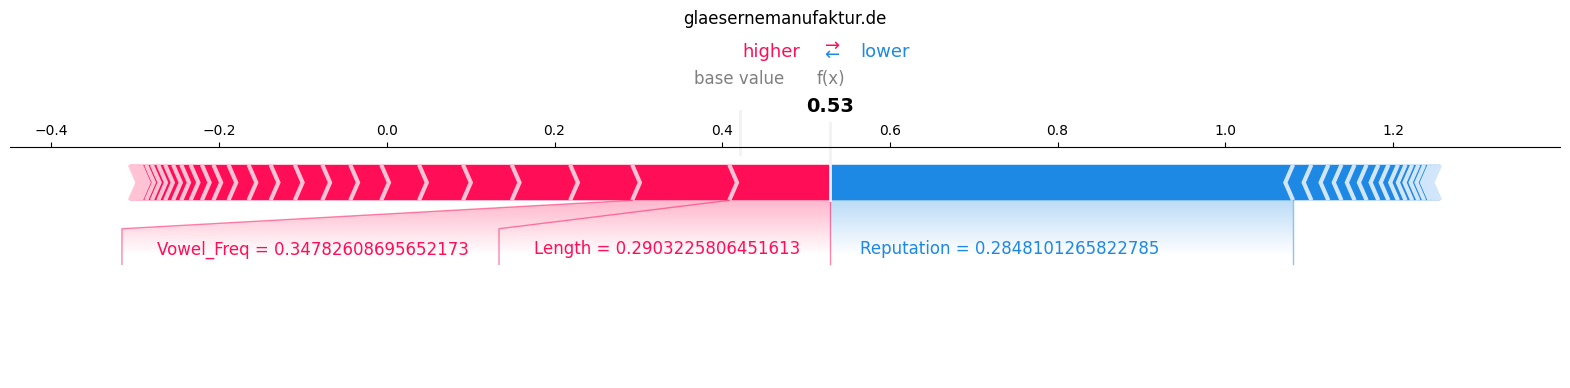 glaesernemanufaktur.de
higher → ← lower
base value f(x)
0.53
−0.4 −0.2 0.0 0.2 0.4 0.6 0.8 1.0 1.2
Vowel_Freq = 0.34782608695652173 Length = 0.2903225806451613 Reputation = 0.2848101265822785